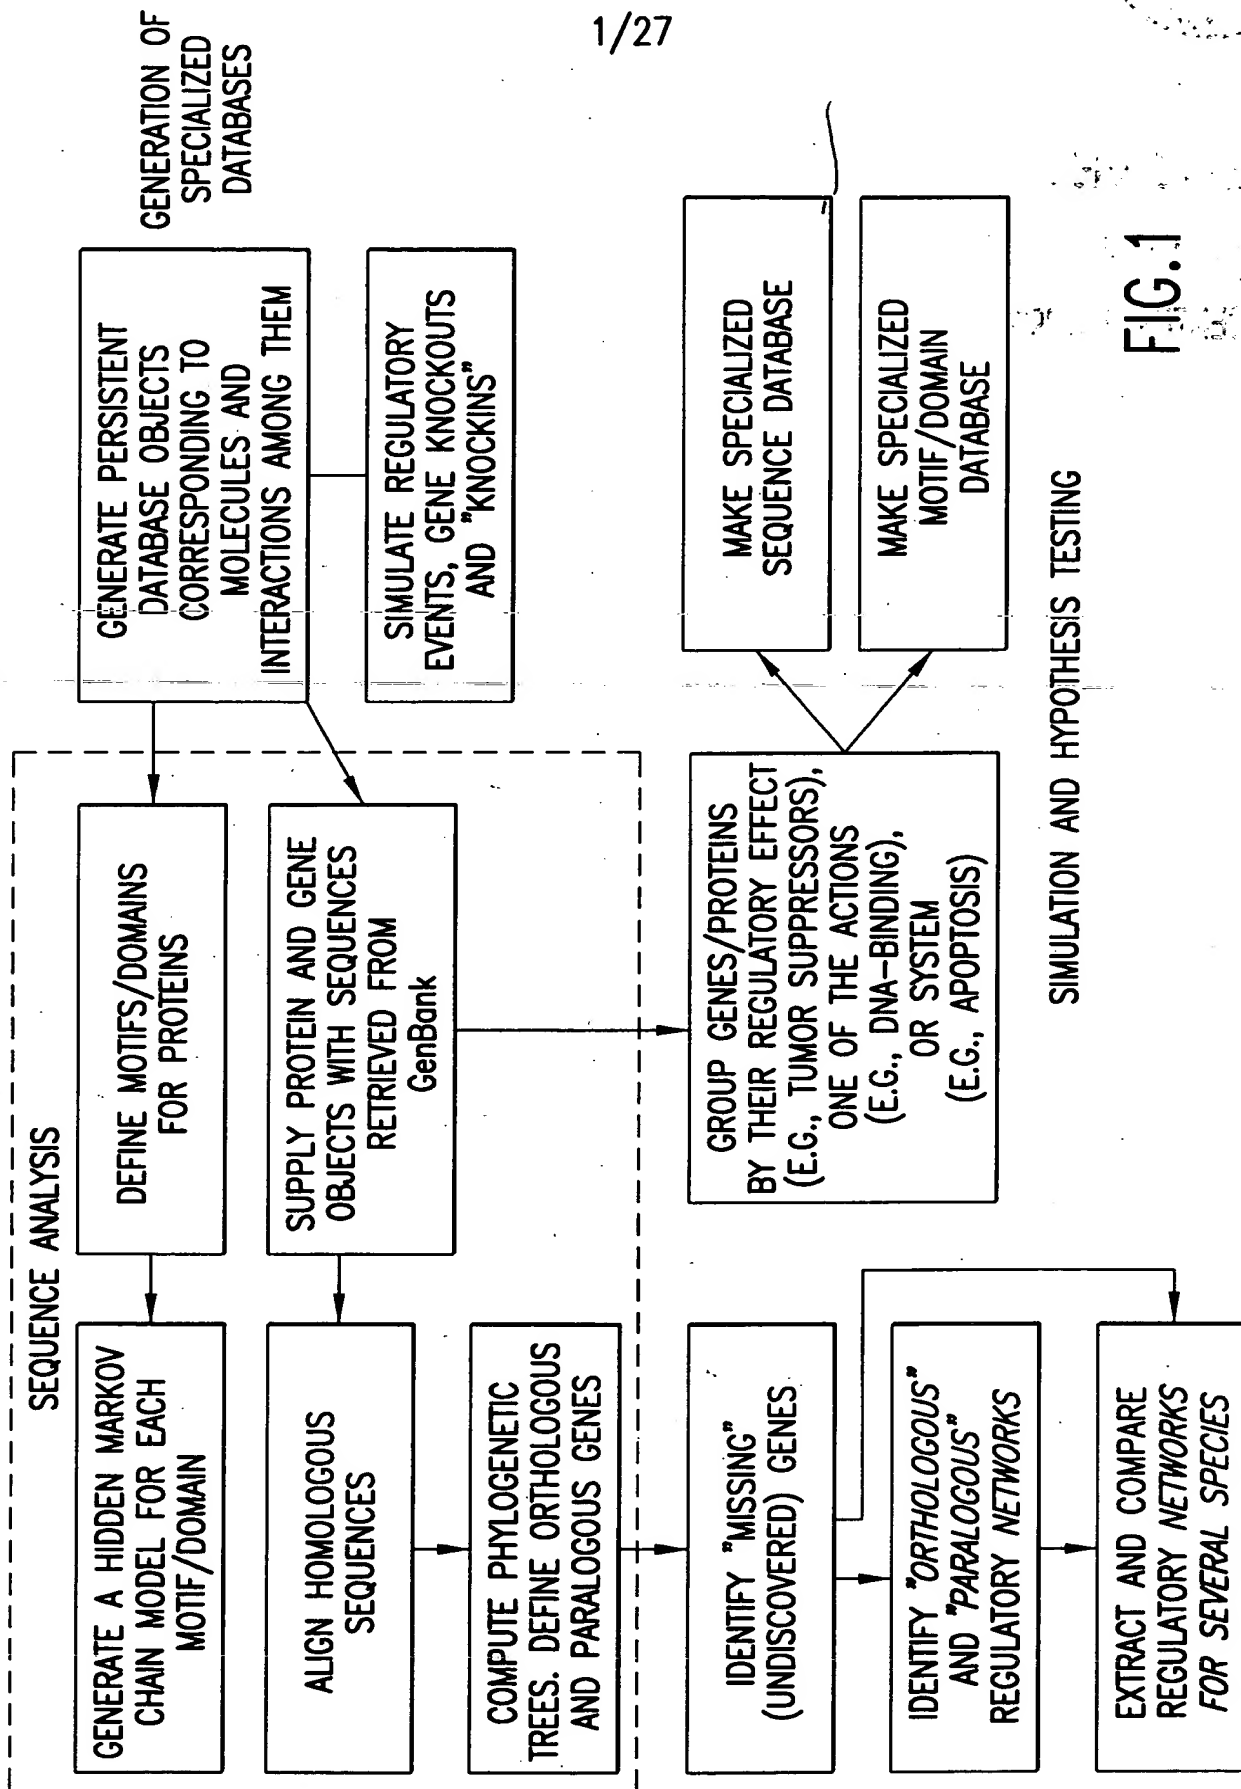 1/27
SEQUENCE ANALYSIS
GENERATE A HIDDEN MARKOV
CHAIN MODEL FOR EACH
MOTIF/DOMAIN
DEFINE MOTIFS/DOMAINS
FOR PROTEINS
GENERATE PERSISTENT
DATABASE OBJECTS
CORRESPONDING TO
MOLECULES AND
INTERACTIONS AMONG THEM
GENERATION OF
SPECIALIZED
DATABASES
ALIGN HOMOLOGOUS
SEQUENCES
SUPPLY PROTEIN AND GENE
OBJECTS WITH SEQUENCES
RETRIEVED FROM
GenBank
SIMULATE REGULATORY
EVENTS, GENE KNOCKOUTS
AND "KNOCKINS"
COMPUTE PHYLOGENETIC
TREES. DEFINE ORTHOLOGOUS
AND PARALOGOUS GENES
IDENTIFY "MISSING"
(UNDISCOVERED) GENES
GROUP GENES/PROTEINS
BY THEIR REGULATORY EFFECT
(E.G., TUMOR SUPPRESSORS),
ONE OF THE ACTIONS
(E.G., DNA-BINDING),
OR SYSTEM
(E.G., APOPTOSIS)
MAKE SPECIALIZED
SEQUENCE DATABASE
MAKE SPECIALIZED
MOTIF/DOMAIN
DATABASE
IDENTIFY "ORTHOLOGOUS"
AND "PARALOGOUS"
REGULATORY NETWORKS
EXTRACT AND COMPARE
REGULATORY NETWORKS
FOR SEVERAL SPECIES
SIMULATION AND HYPOTHESIS TESTING
FIG.1